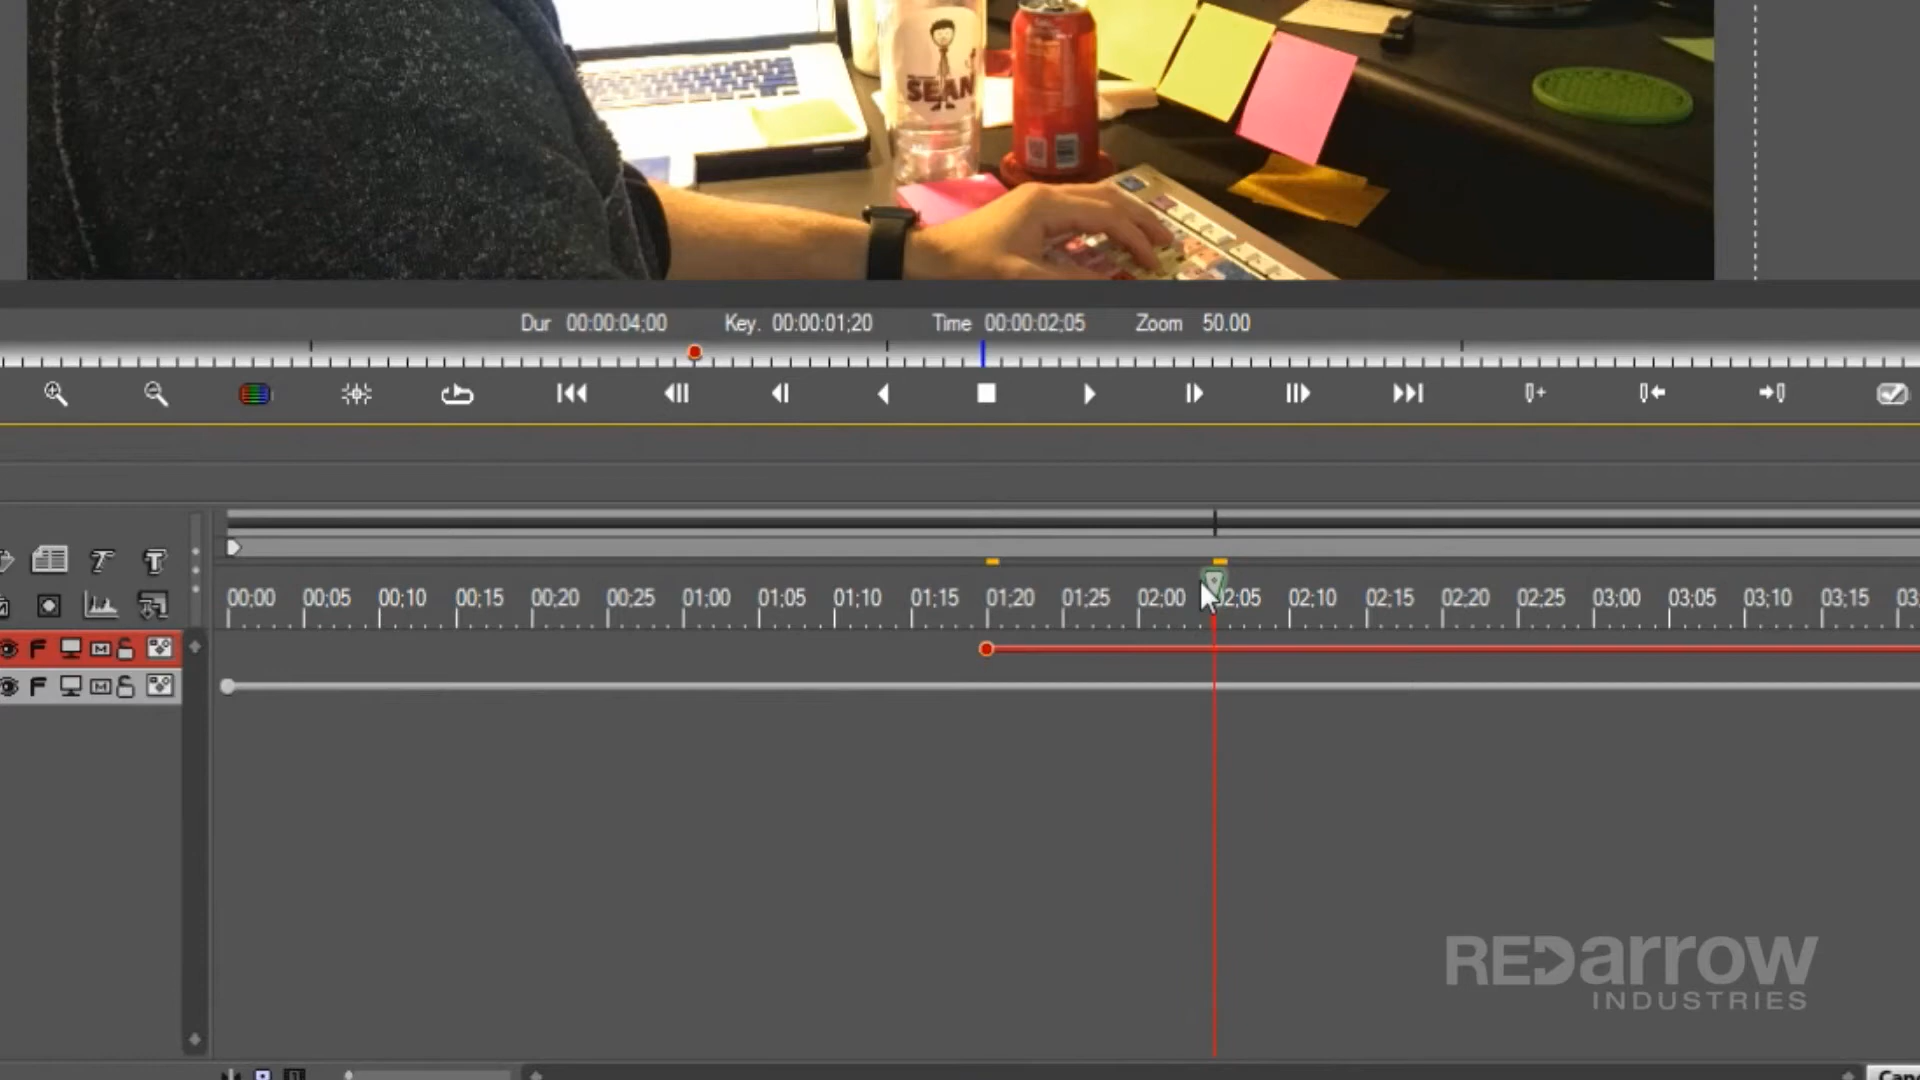 SEAN
Dur 00:00:04;00 Key. 00:00:01;20 Time 00:00:02;05 Zoom 50.00
00;00 00;05 00;10 00;15 00;20 00;25 01;00 01;05 01;10 01;15 01;20 01;25 02;00 02;05 02;10 02;15 02;20 02;25 03;00 03;05 03;10 03;15 03;
F M
F M
REDarrow
INDUSTRIES